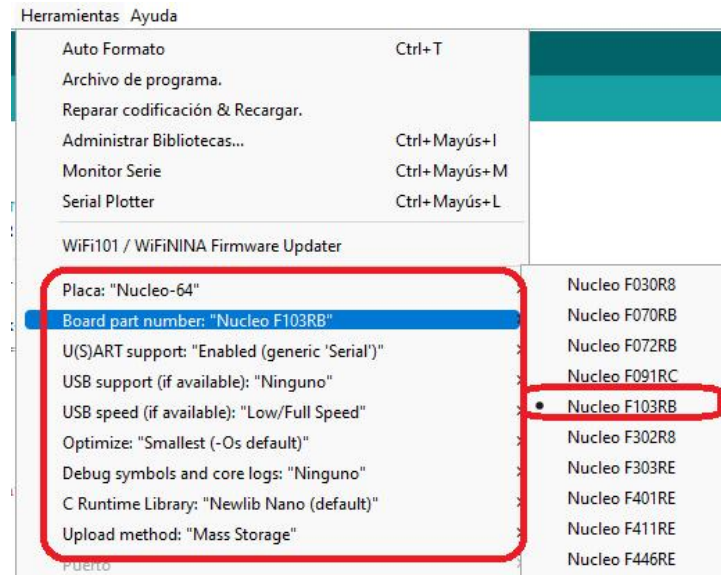 Herramientas Ayuda
Auto Formato Ctrl+T
Archivo de programa.
Reparar codificación & Recargar.
Administrar Bibliotecas... Ctrl+Mayús+I
Monitor Serie Ctrl+Mayús+M
Serial Plotter Ctrl+Mayús+L
WiFi101 / WiFiNINA Firmware Updater
Placa: "Nucleo-64"
Board part number: "Nucleo F103RB"
U(S)ART support: "Enabled (generic 'Serial')"
USB support (if available): "Ninguno"
USB speed (if available): "Low/Full Speed"
Optimize: "Smallest (-Os default)"
Debug symbols and core logs: "Ninguno"
C Runtime Library: "Newlib Nano (default)"
Upload method: "Mass Storage"
Puerto
Nucleo F030R8
Nucleo F070RB
Nucleo F072RB
Nucleo F091RC
Nucleo F103RB
Nucleo F302R8
Nucleo F303RE
Nucleo F401RE
Nucleo F411RE
Nucleo F446RE